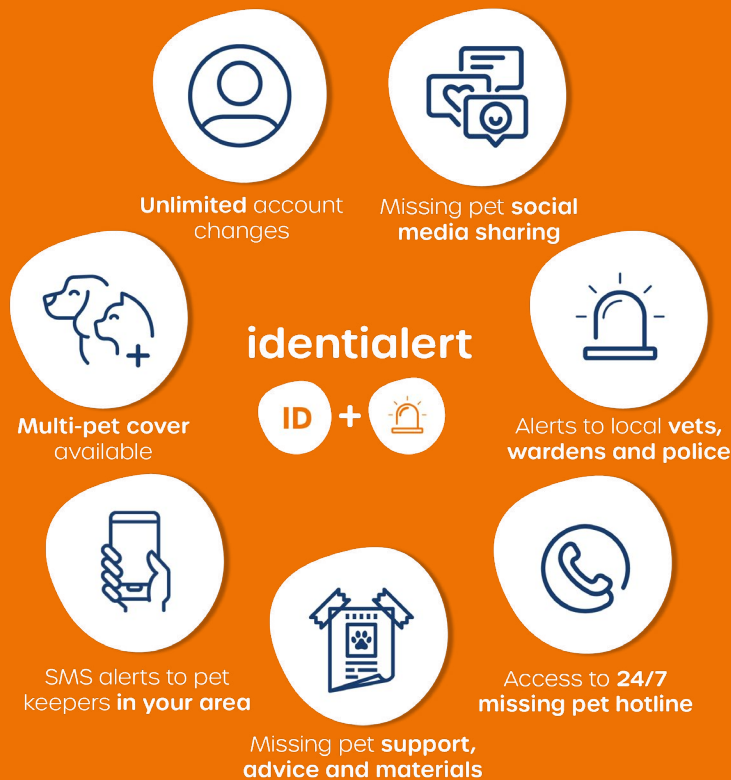 Unlimited account
changes
Missing pet social
media sharing
identialert
ID +
Multi-pet cover
available
Alerts to local vets,
wardens and police
SMS alerts to pet
keepers in your area
Access to 24/7
missing pet hotline
Missing pet support,
advice and materials